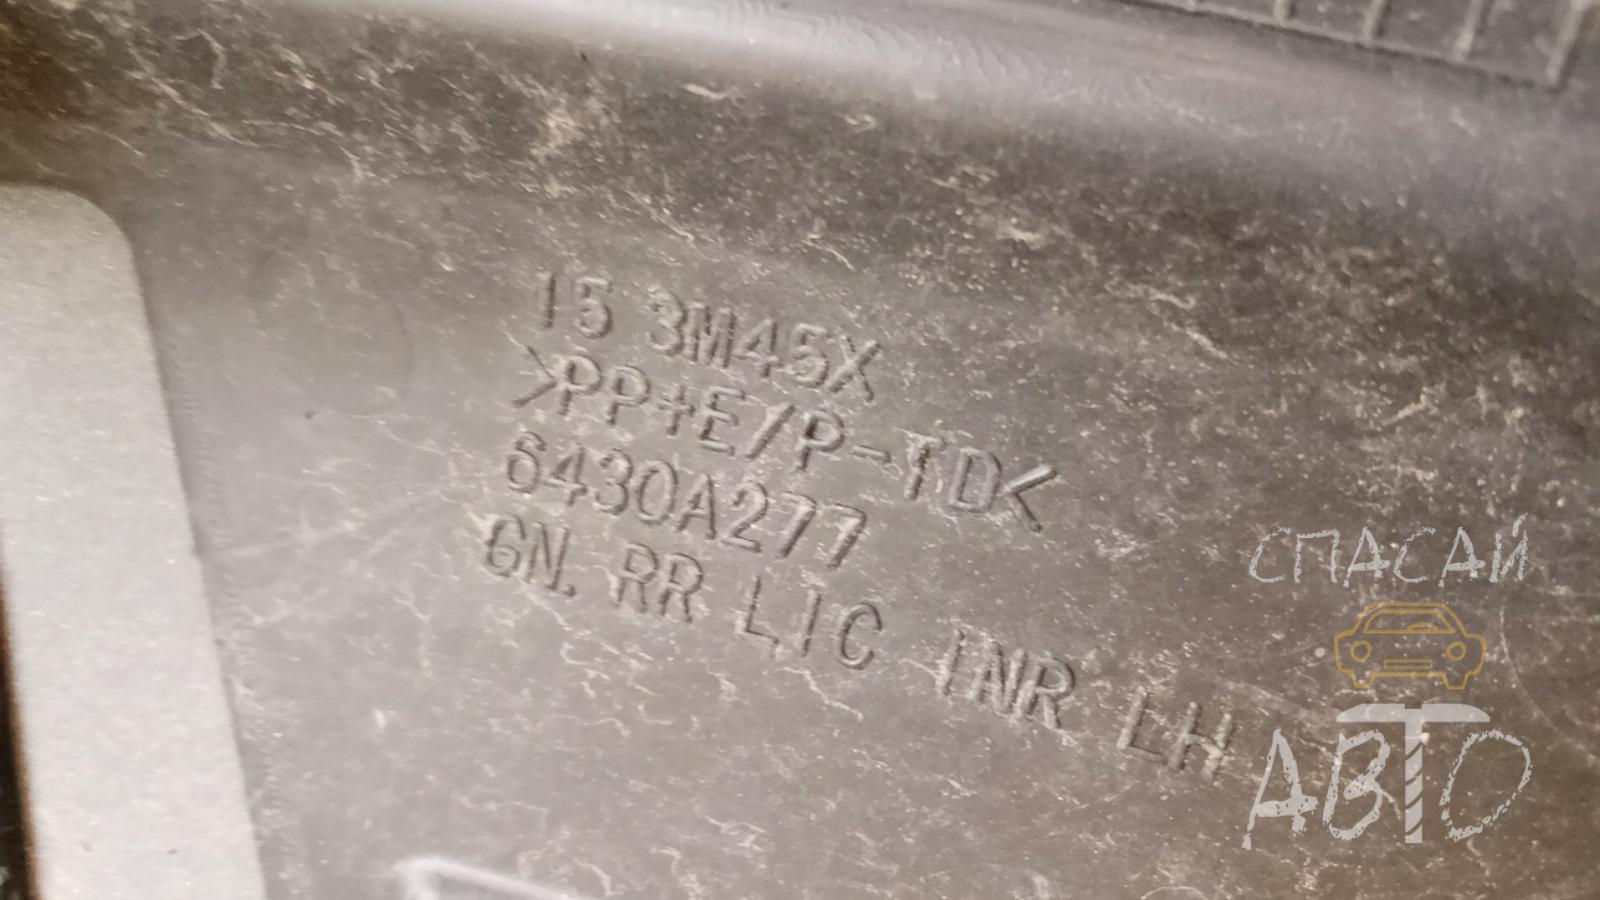 15 3M45X
>PP+E/P-TD<
6430A277
GN. RR LIC INR LH
СПАСАЙ
АВТО